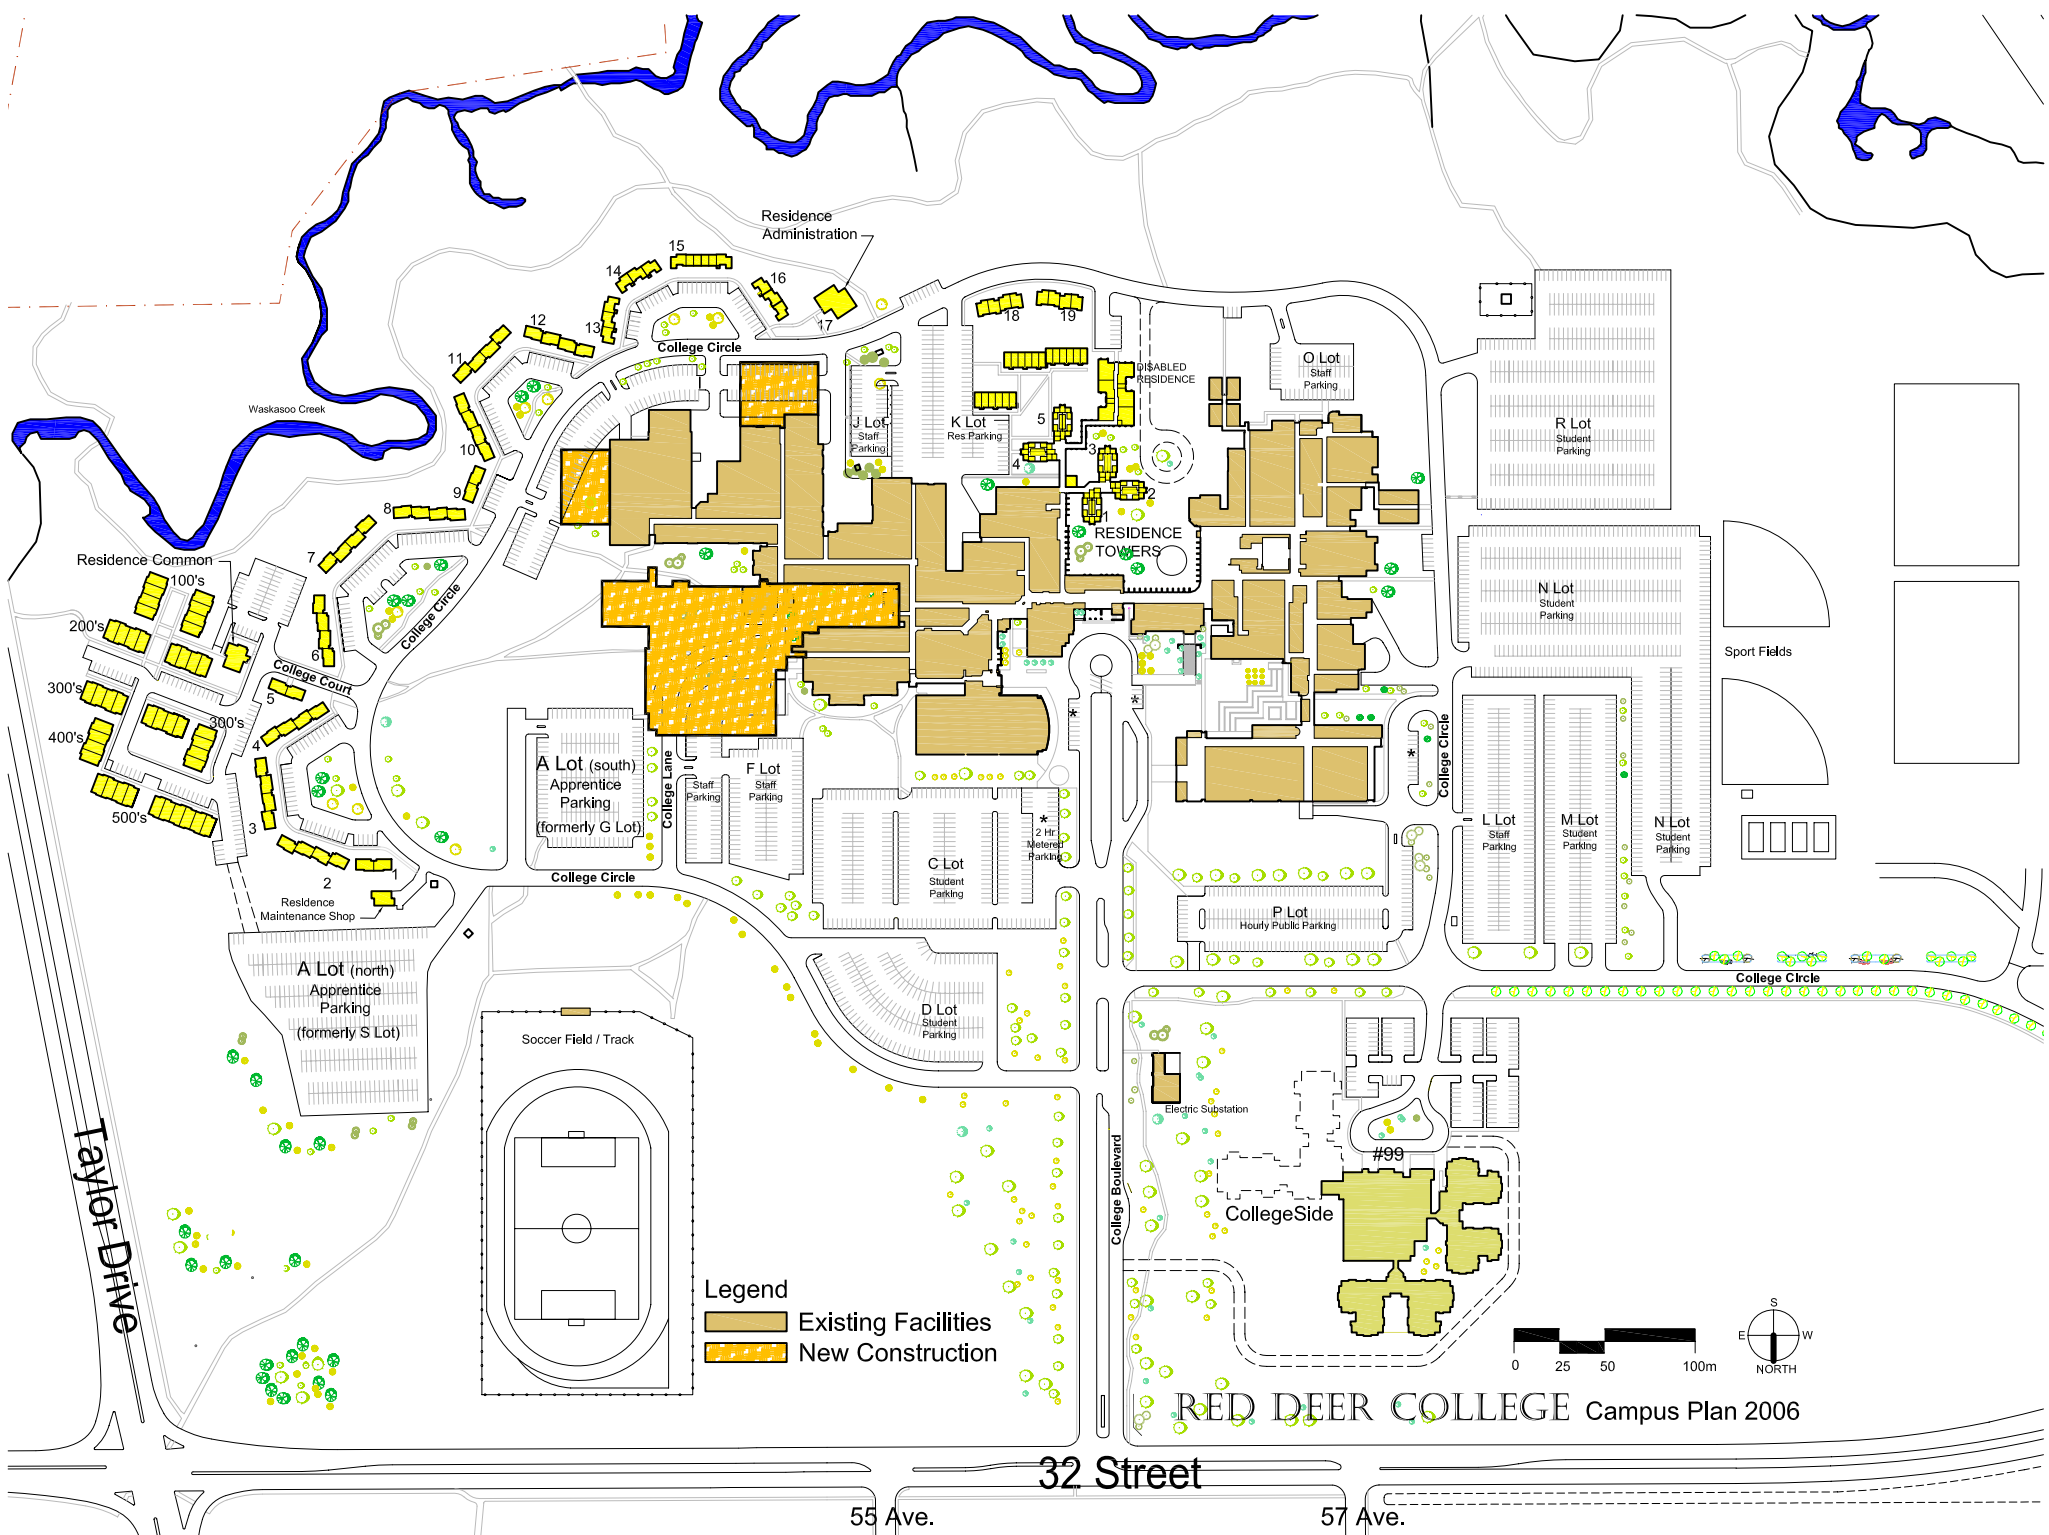 Residence
Administration
15
14
16
13
12
17
11
18
19
College Circle
O Lot
Staff
Parking
DISABLED
RESIDENCE
Waskasoo Creek
J Lot
Staff
Parking
K Lot
Res Parking
5
4
3
2
1
RESIDENCE
TOWERS
R Lot
Student
Parking
10
9
8
7
Residence Common
100's
200's
300's
300's
400's
500's
6
College Court
College Circle
5
4
3
2
1
N Lot
Student
Parking
Sport Fields
A Lot (south)
Apprentice
Parking
(formerly G Lot)
College Lane
Staff
Parking
F Lot
Staff
Parking
*
*
*
College Circle
*
2 Hr
Metered
Parking
C Lot
Student
Parking
L Lot
Staff
Parking
M Lot
Student
Parking
N Lot
Student
Parking
College Circle
Residence
Maintenance Shop
P Lot
Hourly Public Parking
A Lot (north)
Apprentice
Parking
(formerly S Lot)
College Circle
D Lot
Student
Parking
Soccer Field / Track
Electric Substation
College Boulevard
#99
CollegeSide
Taylor Drive
Legend
Existing Facilities
New Construction
0 25 50 100m
S
E W
NORTH
RED DEER COLLEGE Campus Plan 2006
32 Street
55 Ave.
57 Ave.